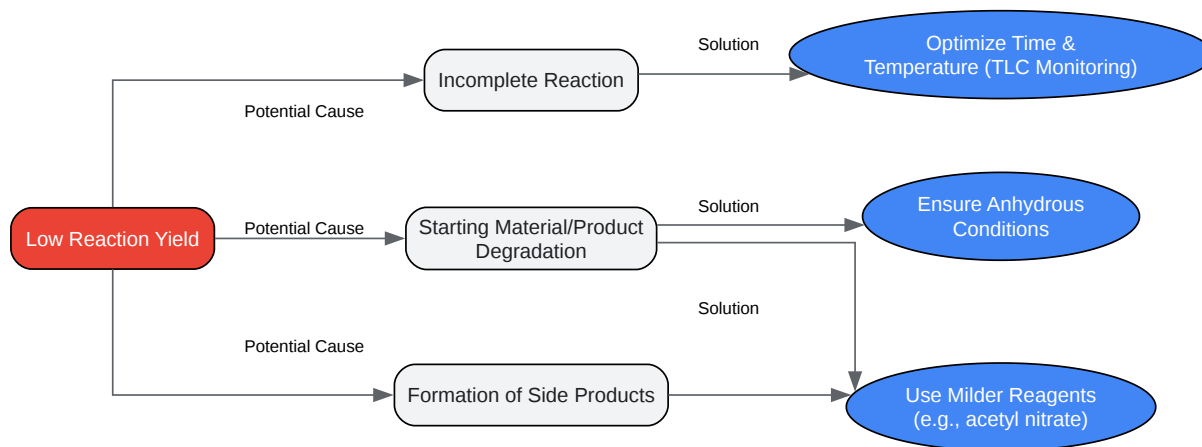 Solution
Optimize Time &
Temperature (TLC Monitoring)
Incomplete Reaction
Potential Cause
Low Reaction Yield
Potential Cause
Starting Material/Product
Degradation
Solution
Ensure Anhydrous
Conditions
Solution
Potential Cause
Formation of Side Products
Use Milder Reagents
(e.g., acetyl nitrate)